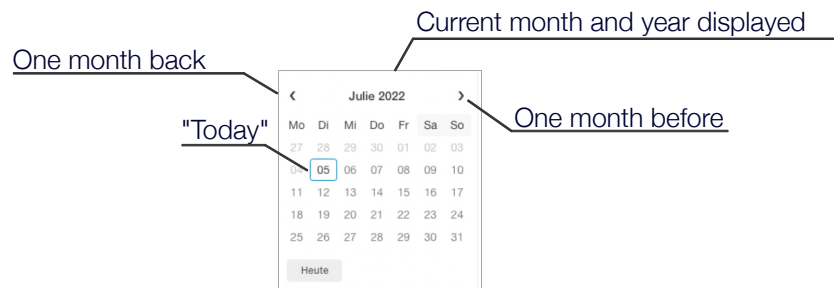 Current month and year displayed
One month back
‹ Julie 2022 ›
One month before
"Today"
Mo Di Mi Do Fr Sa So
27 28 29 30 01 02 03
04 05 06 07 08 09 10
11 12 13 14 15 16 17
18 19 20 21 22 23 24
25 26 27 28 29 30 31
Heute